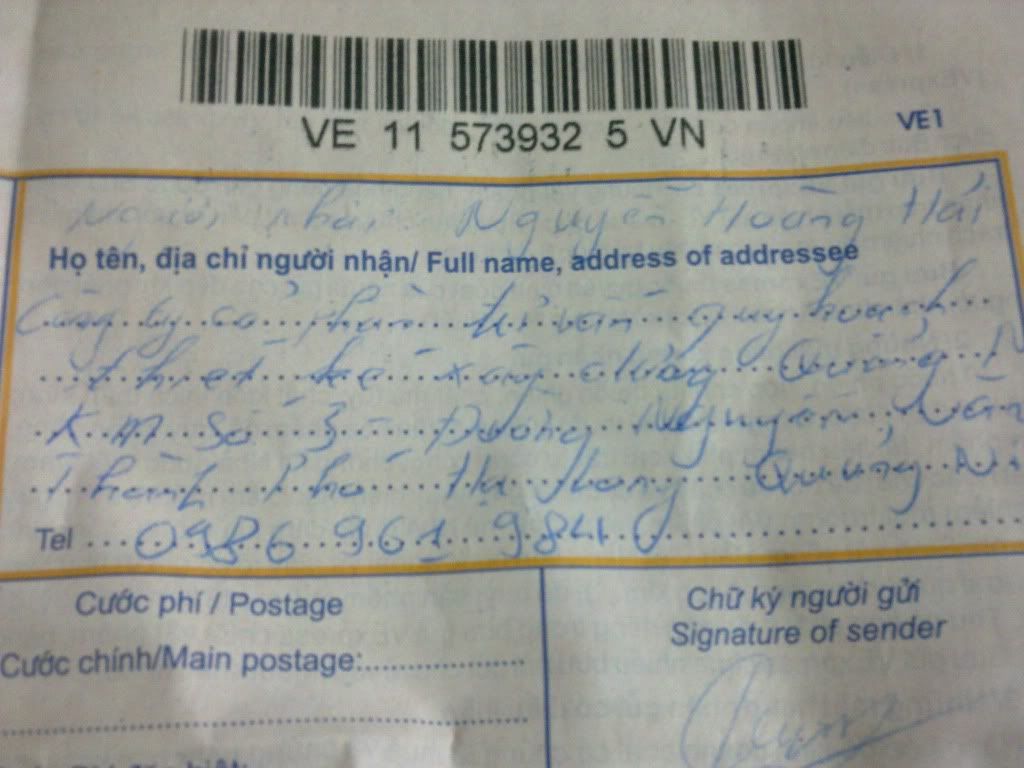 VE 11 573932 5 VN
VE1
Người nhận Nguyễn Hoàng Hải
Họ tên, địa chỉ người nhận/ Full name, address of addressee
Công ty cổ phần tư vấn quy hoạch
thiết kế xây dựng Quảng
Km số 3 - Đường Nguyễn Văn
Thành Phố Hạ Long Quảng Ni
Tel 0986 961 984
Cước phí / Postage
Chữ ký người gửi
Cước chính/Main postage:
Signature of sender